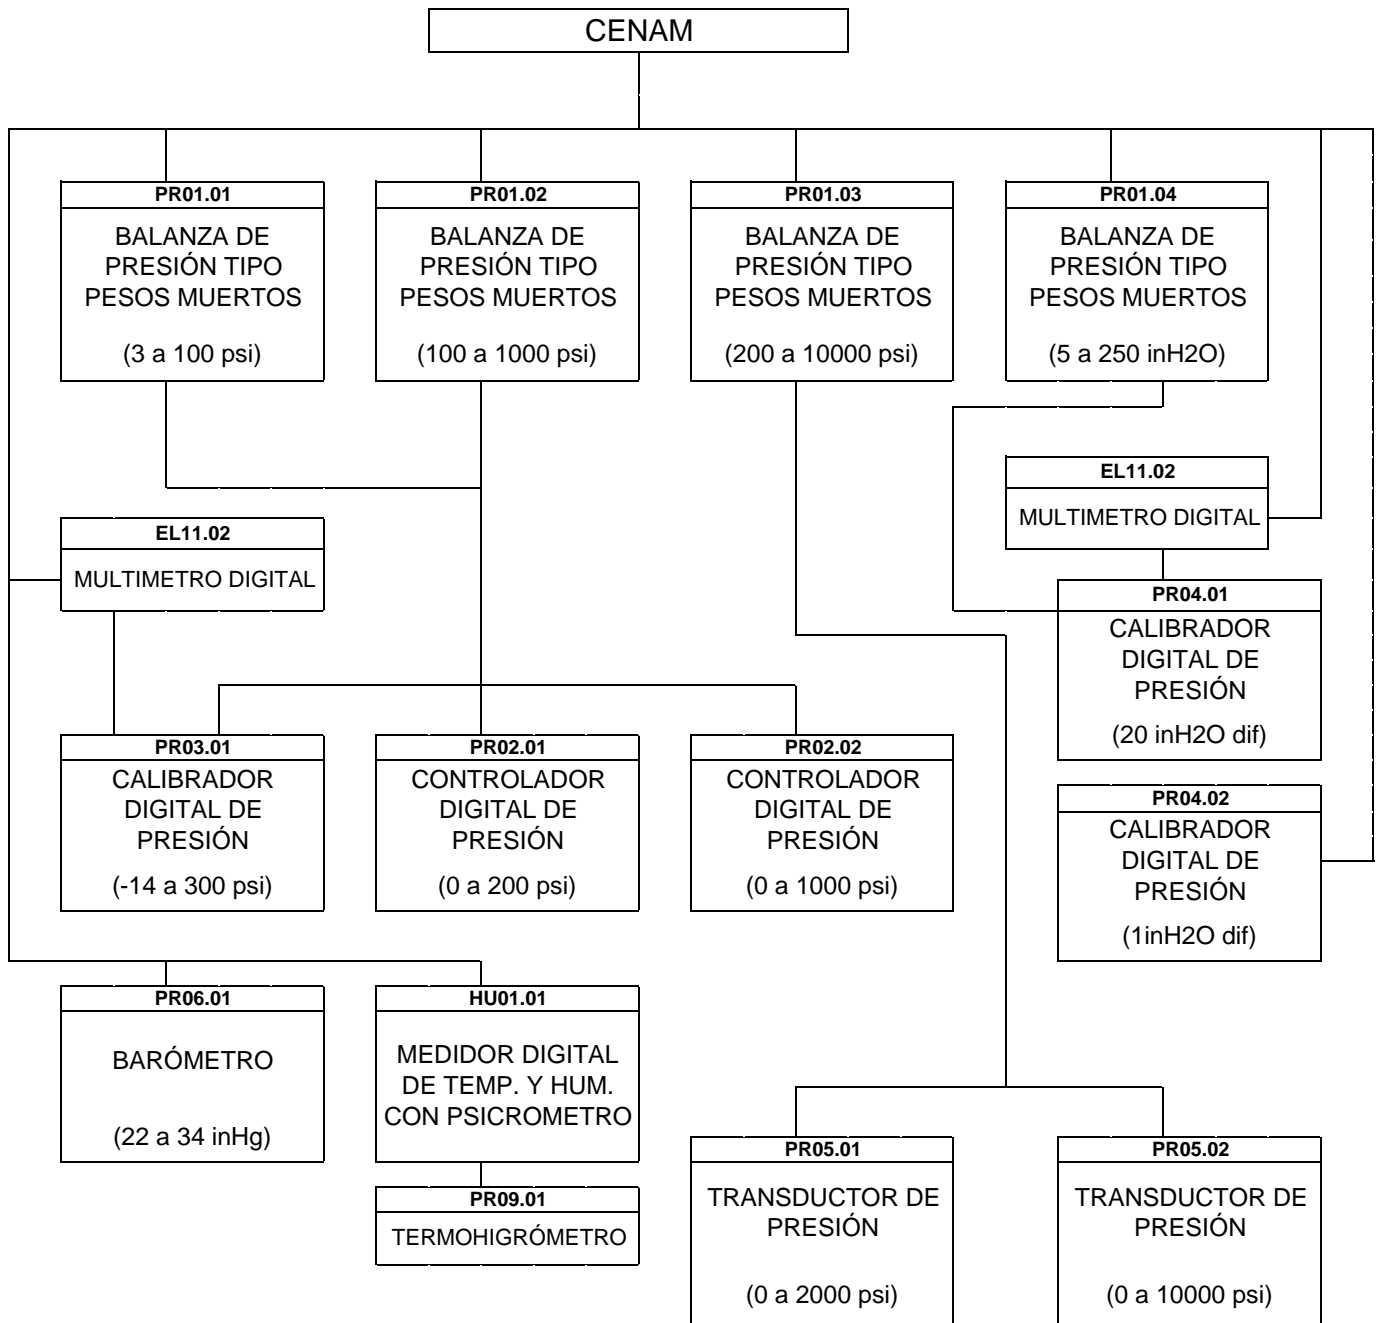 CENAM
PR01.01
BALANZA DE
PRESIÓN TIPO
PESOS MUERTOS
(3 a 100 psi)
PR01.02
BALANZA DE
PRESIÓN TIPO
PESOS MUERTOS
(100 a 1000 psi)
PR01.03
BALANZA DE
PRESIÓN TIPO
PESOS MUERTOS
(200 a 10000 psi)
PR01.04
BALANZA DE
PRESIÓN TIPO
PESOS MUERTOS
(5 a 250 inH2O)
EL11.02
MULTIMETRO DIGITAL
EL11.02
MULTIMETRO DIGITAL
PR04.01
CALIBRADOR
DIGITAL DE
PRESIÓN
(20 inH2O dif)
PR03.01
CALIBRADOR
DIGITAL DE
PRESIÓN
(-14 a 300 psi)
PR02.01
CONTROLADOR
DIGITAL DE
PRESIÓN
(0 a 200 psi)
PR02.02
CONTROLADOR
DIGITAL DE
PRESIÓN
(0 a 1000 psi)
PR04.02
CALIBRADOR
DIGITAL DE
PRESIÓN
(1inH2O dif)
PR06.01
BARÓMETRO
(22 a 34 inHg)
HU01.01
MEDIDOR DIGITAL
DE TEMP. Y HUM.
CON PSICROMETRO
PR09.01
TERMOHIGRÓMETRO
PR05.01
TRANSDUCTOR DE
PRESIÓN
(0 a 2000 psi)
PR05.02
TRANSDUCTOR DE
PRESIÓN
(0 a 10000 psi)